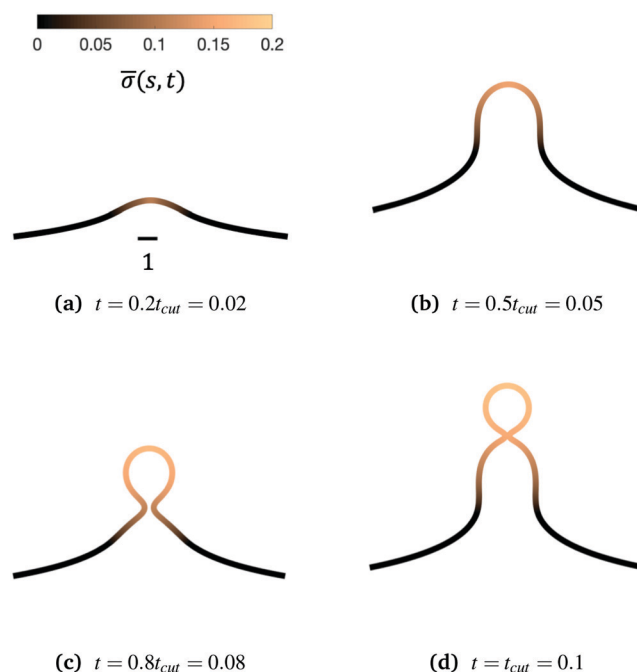 0 0.05 0.1 0.15 0.2
σ̅(s, t)
1
(a) t = 0.2t_cut = 0.02
(b) t = 0.5t_cut = 0.05
(c) t = 0.8t_cut = 0.08
(d) t = t_cut = 0.1